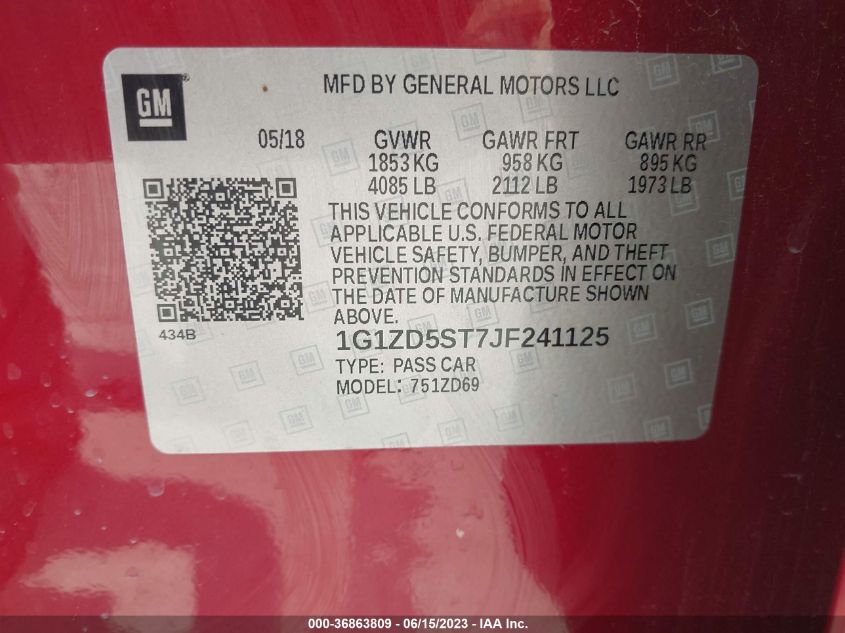 GM
MFD BY GENERAL MOTORS LLC
05/18 GVWR GAWR FRT GAWR RR
1853 KG 958 KG 895 KG
4085 LB 2112 LB 1973 LB
THIS VEHICLE CONFORMS TO ALL
APPLICABLE U.S. FEDERAL MOTOR
VEHICLE SAFETY, BUMPER, AND THEFT
PREVENTION STANDARDS IN EFFECT ON
THE DATE OF MANUFACTURE SHOWN
ABOVE.
434B
1G1ZD5ST7JF241125
TYPE: PASS CAR
MODEL: 751ZD69
000-36863809 - 06/15/2023 - IAA Inc.